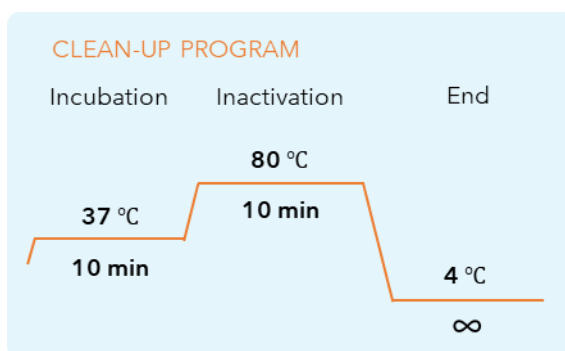 CLEAN-UP PROGRAM
Incubation Inactivation End
80 °C
37 °C 10 min
10 min 4 °C
∞